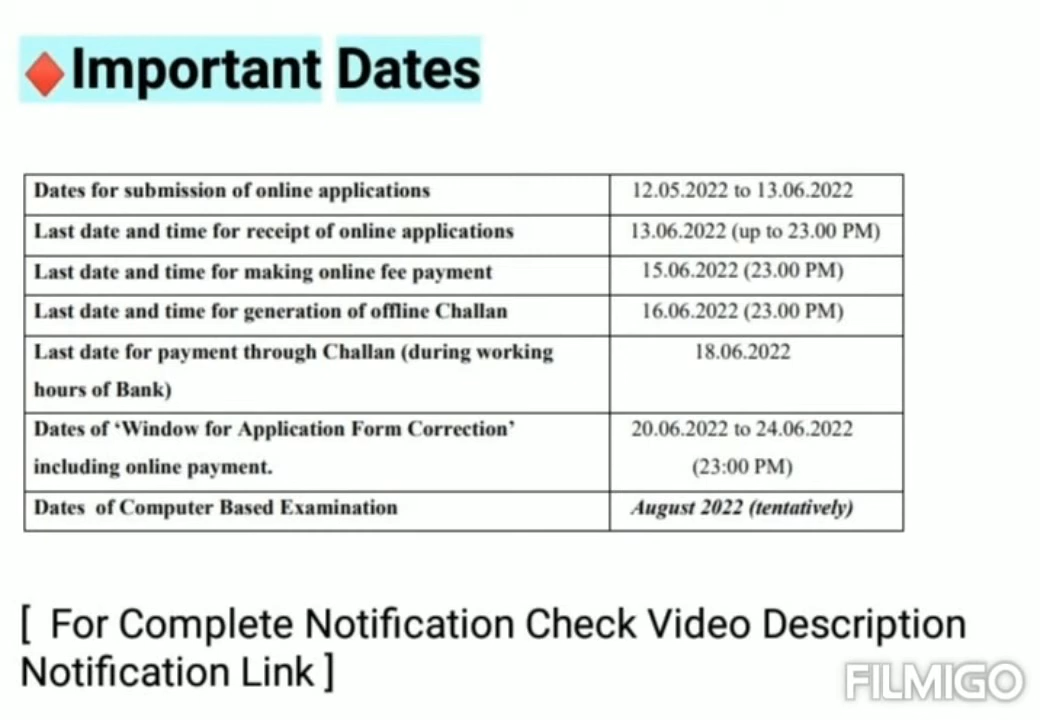 ♦Important Dates
Dates for submission of online applications 12.05.2022 to 13.06.2022
Last date and time for receipt of online applications 13.06.2022 (up to 23.00 PM)
Last date and time for making online fee payment 15.06.2022 (23.00 PM)
Last date and time for generation of offline Challan 16.06.2022 (23.00 PM)
Last date for payment through Challan (during working 18.06.2022
hours of Bank)
Dates of ‘Window for Application Form Correction’ 20.06.2022 to 24.06.2022
including online payment. (23:00 PM)
Dates of Computer Based Examination August 2022 (tentatively)
[ For Complete Notification Check Video Description
Notification Link ]
FILMIGO